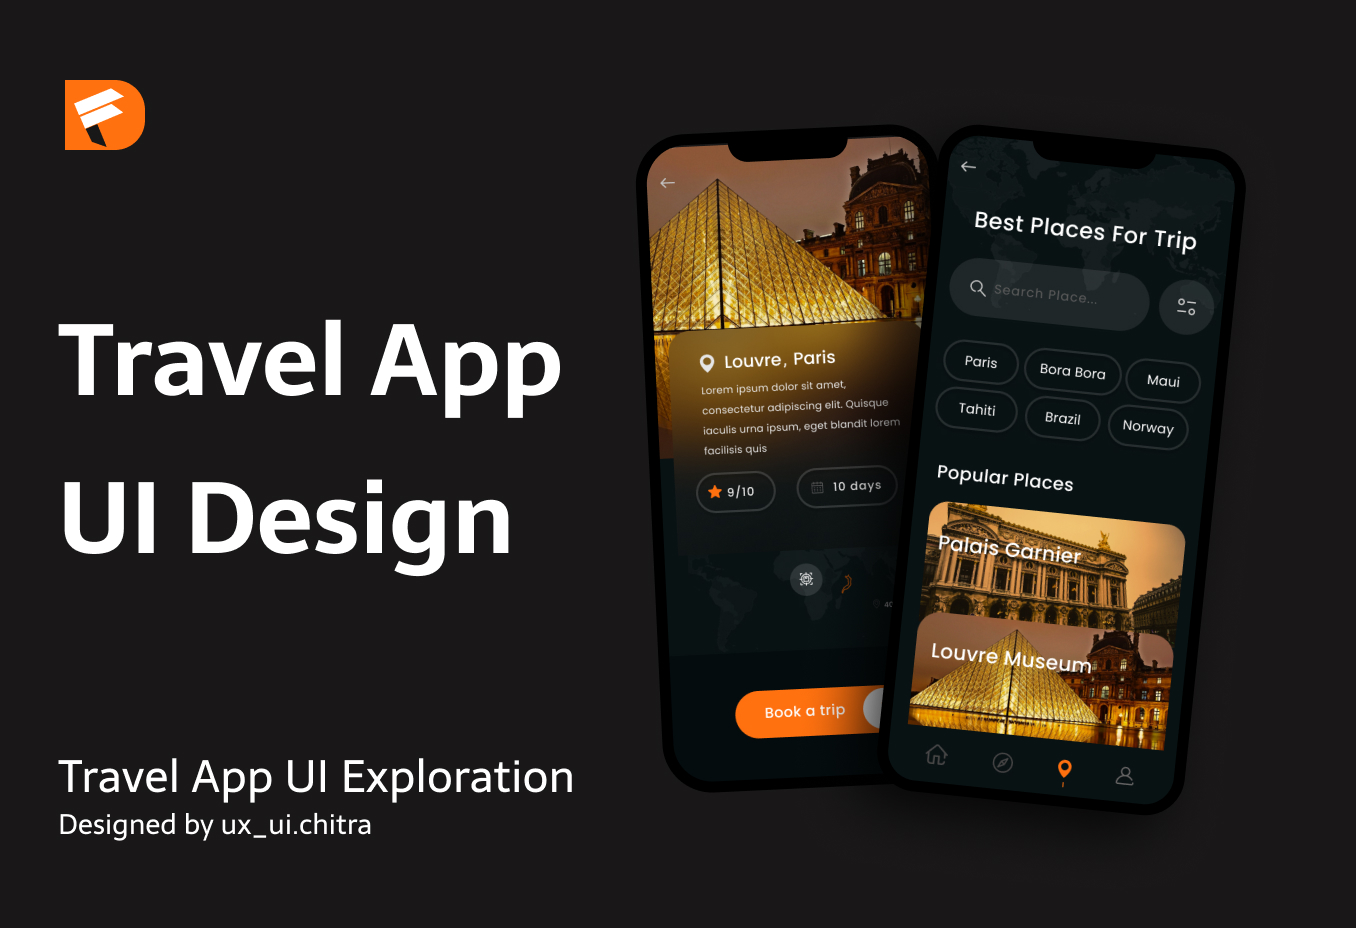 Travel App
UI Design
Travel App UI Exploration
Designed by ux_ui.chitra
Louvre, Paris
Lorem ipsum dolor sit amet,
consectetur adipiscing elit. Quisque
iaculis urna ipsum, eget blandit lorem
facilisis quis
9/10
10 days
Book a trip
Best Places For Trip
Search Place...
Paris
Bora Bora
Maui
Tahiti
Brazil
Norway
Popular Places
Palais Garnier
Louvre Museum